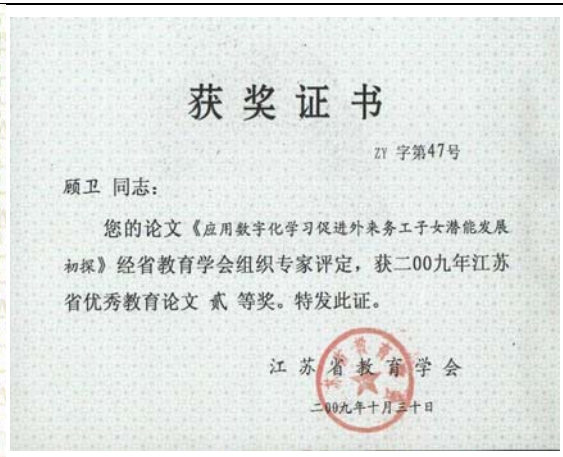 获奖证书
ZY 字第47号
顾卫 同志：
您的论文《应用数字化学习促进外来务工子女潜能发展
初探》经省教育学会组织专家评定，获二00九年江苏
省优秀教育论文 贰 等奖。特发此证。
江苏省教育学会
二00九年十月三十日